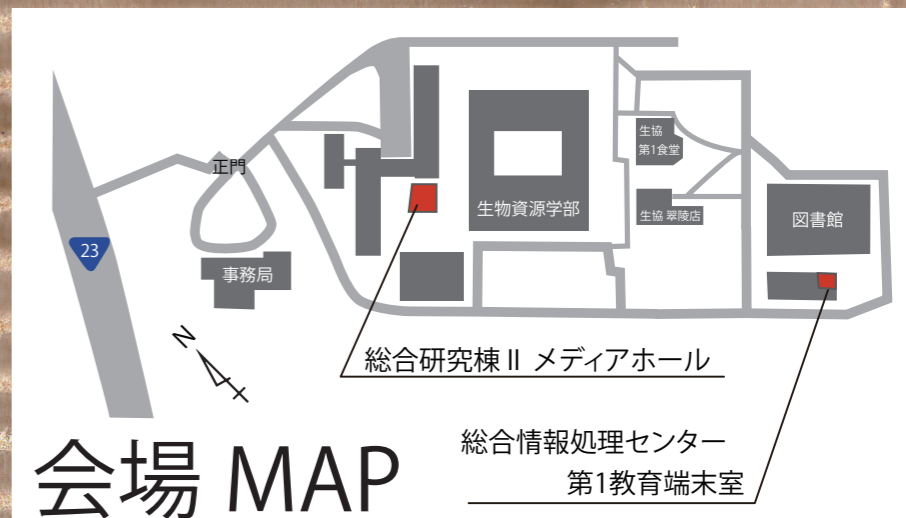 生協
第1食堂
正門
生物資源学部
生協 翠陵店
図書館
23
事務局
N
総合研究棟Ⅱ メディアホール
総合情報処理センター
第1教育端末室
会場 MAP